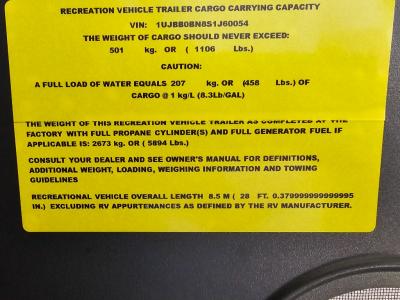 RECREATION VEHICLE TRAILER CARGO CARRYING CAPACITY
VIN: 1UJBB0BN8S1J60054
THE WEIGHT OF CARGO SHOULD NEVER EXCEED:
501 kg. OR ( 1106 Lbs.)
CAUTION:
A FULL LOAD OF WATER EQUALS 207 kg. OR (458 Lbs.) OF
CARGO @ 1 kg/L (8.3Lb/GAL)
THE WEIGHT OF THIS RECREATION VEHICLE TRAILER AS COMPLETED AT THE
FACTORY WITH FULL PROPANE CYLINDER(S) AND FULL GENERATOR FUEL IF
APPLICABLE IS: 2673 kg. OR ( 5894 Lbs.)
CONSULT YOUR DEALER AND SEE OWNER'S MANUAL FOR DEFINITIONS,
ADDITIONAL WEIGHT, LOADING, WEIGHING INFORMATION AND TOWING
GUIDELINES
RECREATIONAL VEHICLE OVERALL LENGTH 8.5 M ( 28 FT. 0.379999999999995
IN.) EXCLUDING RV APPURTENANCES AS DEFINED BY THE RV MANUFACTURER.